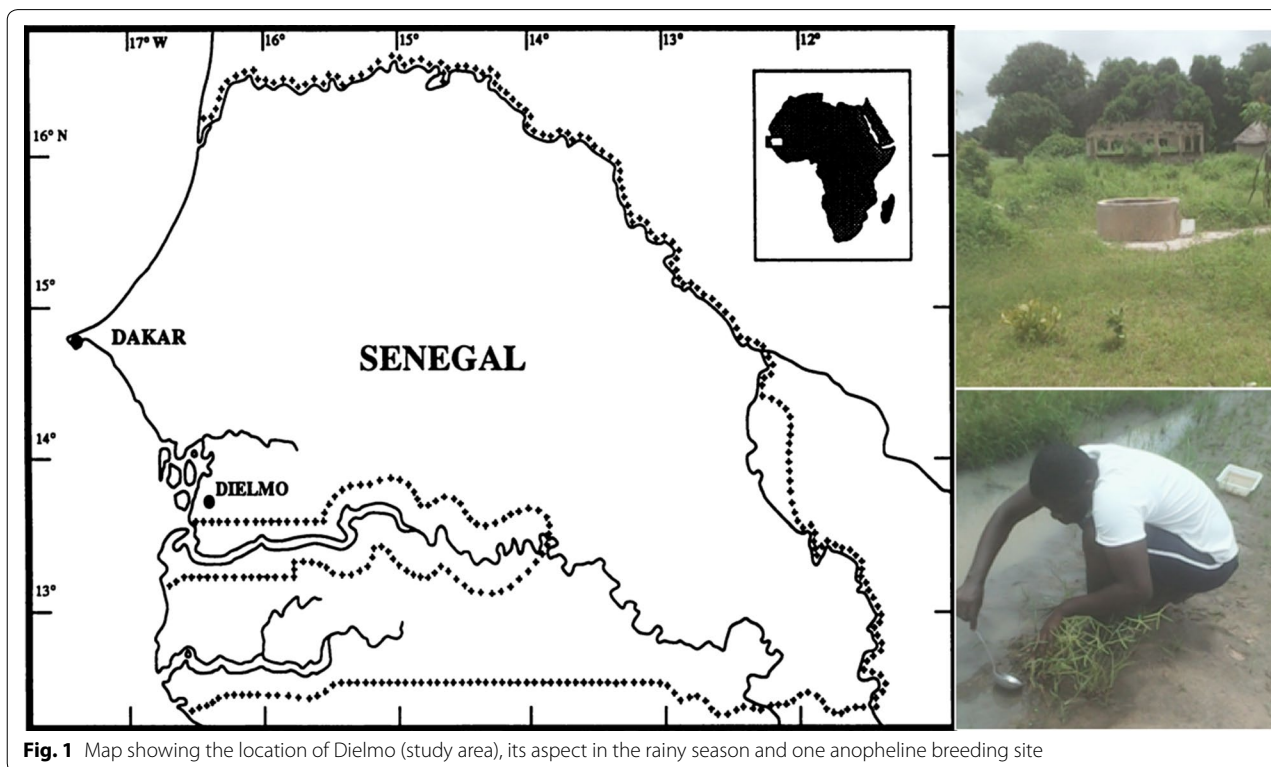 17° W 16° 15° 14° 13° 12°
16° N
15°
DAKAR
SENEGAL
14°
DIELMO
13°
Fig. 1 Map showing the location of Dielmo (study area), its aspect in the rainy season and one anopheline breeding site